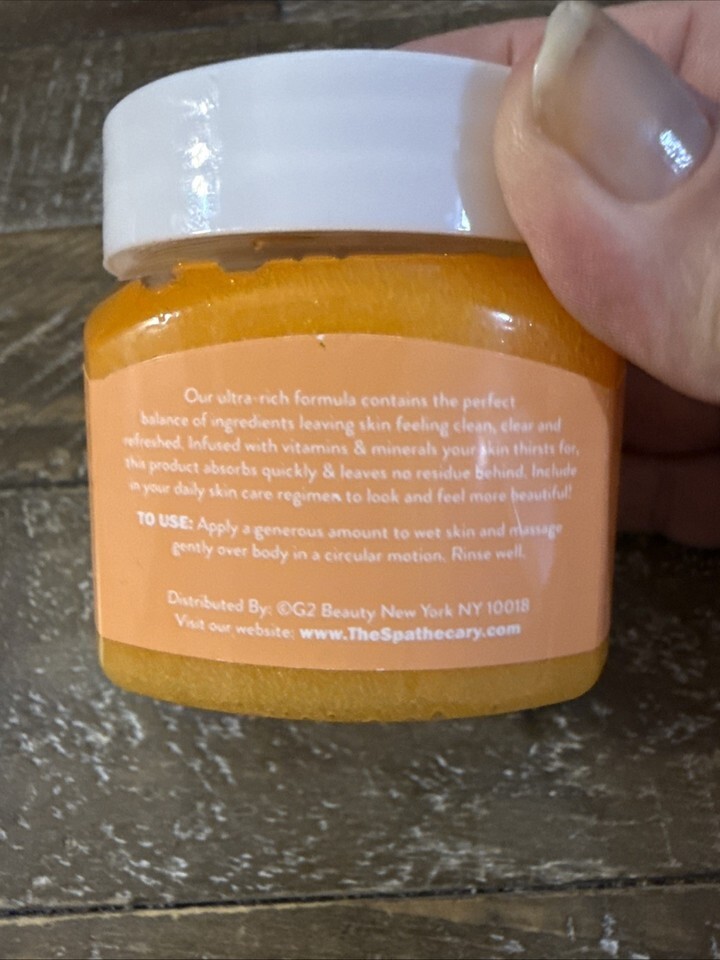 Our ultra-rich formula contains the perfect
balance of ingredients leaving skin feeling clean, clear and
refreshed. Infused with vitamins & minerals your skin thirsts for,
this product absorbs quickly & leaves no residue behind. Include
in your daily skin care regimen to look and feel more beautiful!
TO USE: Apply a generous amount to wet skin and massage
gently over body in a circular motion. Rinse well.
Distributed By: ©G2 Beauty New York NY 10018
Visit our website: www.TheSpathecary.com